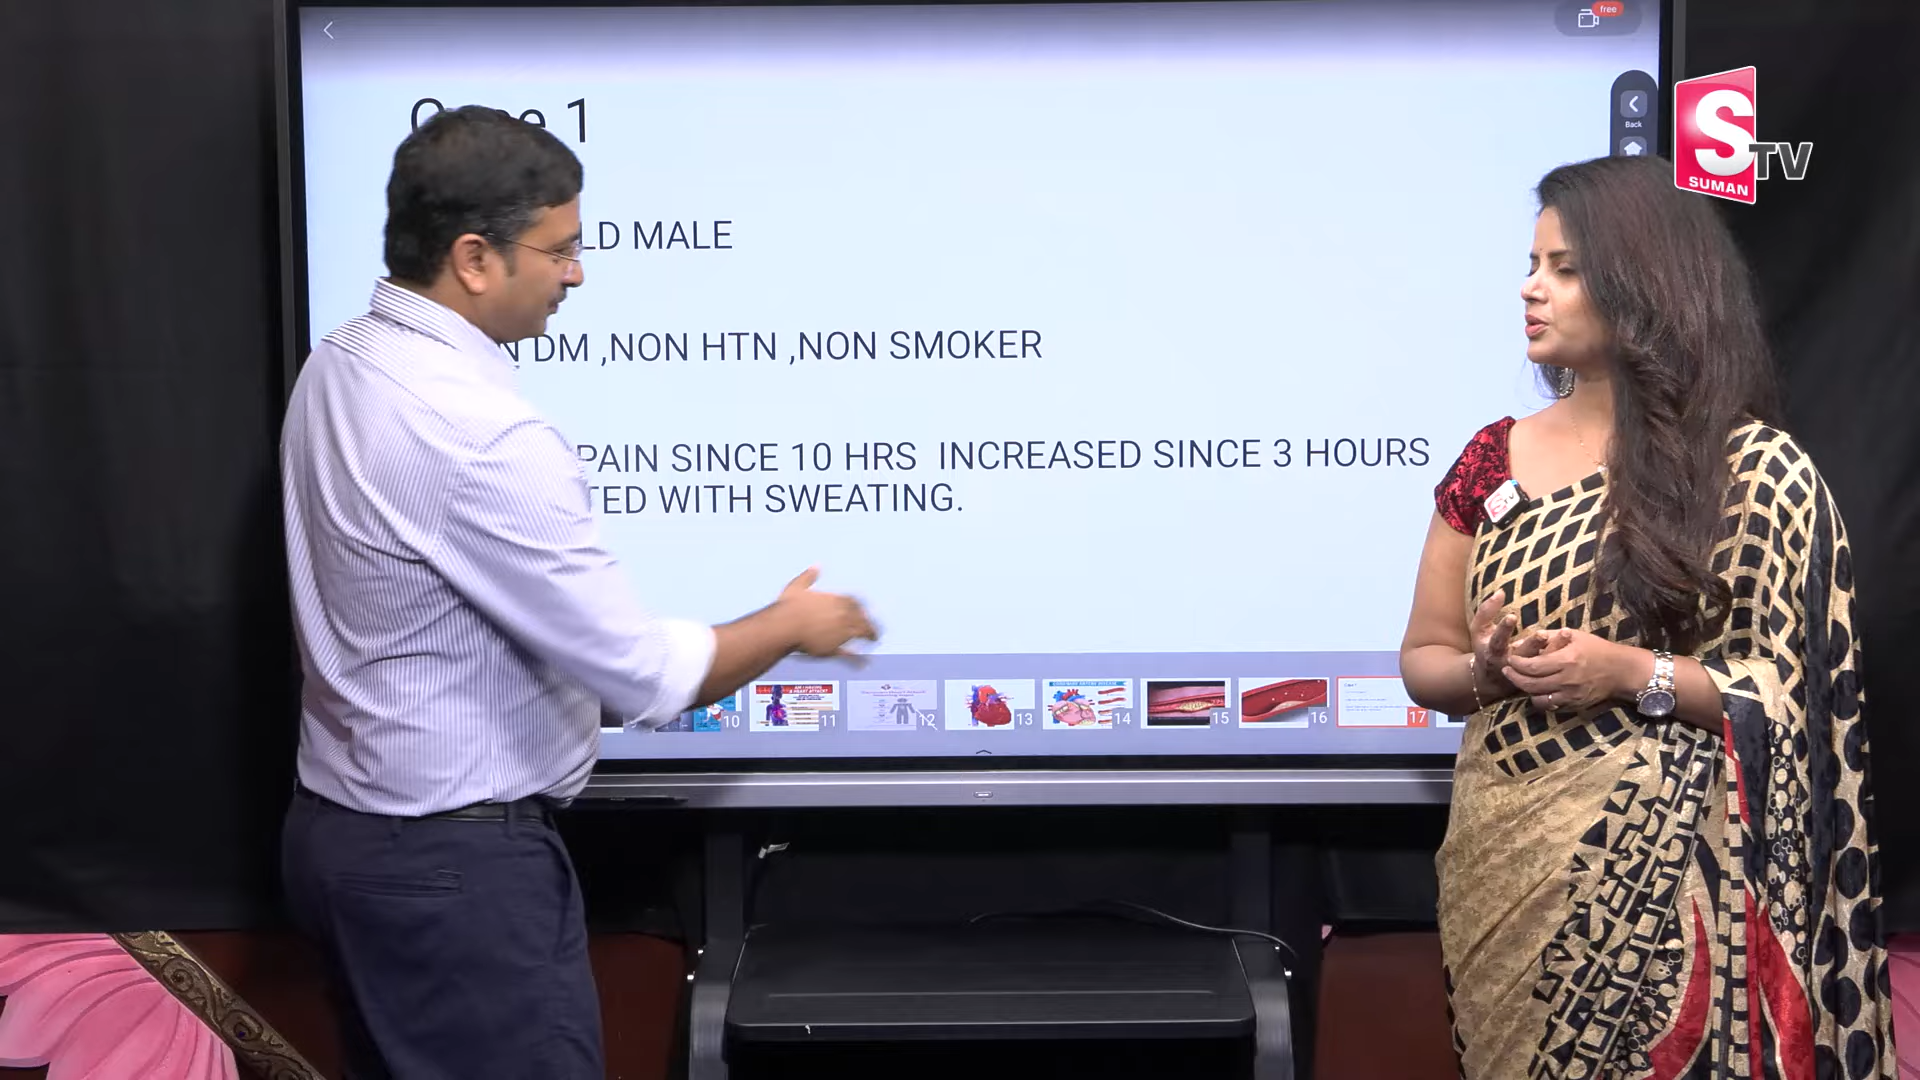 free
Back
S TV
SUMAN
1
LD MALE
DM ,NON HTN ,NON SMOKER
PAIN SINCE 10 HRS INCREASED SINCE 3 HOURS
TED WITH SWEATING.
10
11
12
13
14
15
16
17